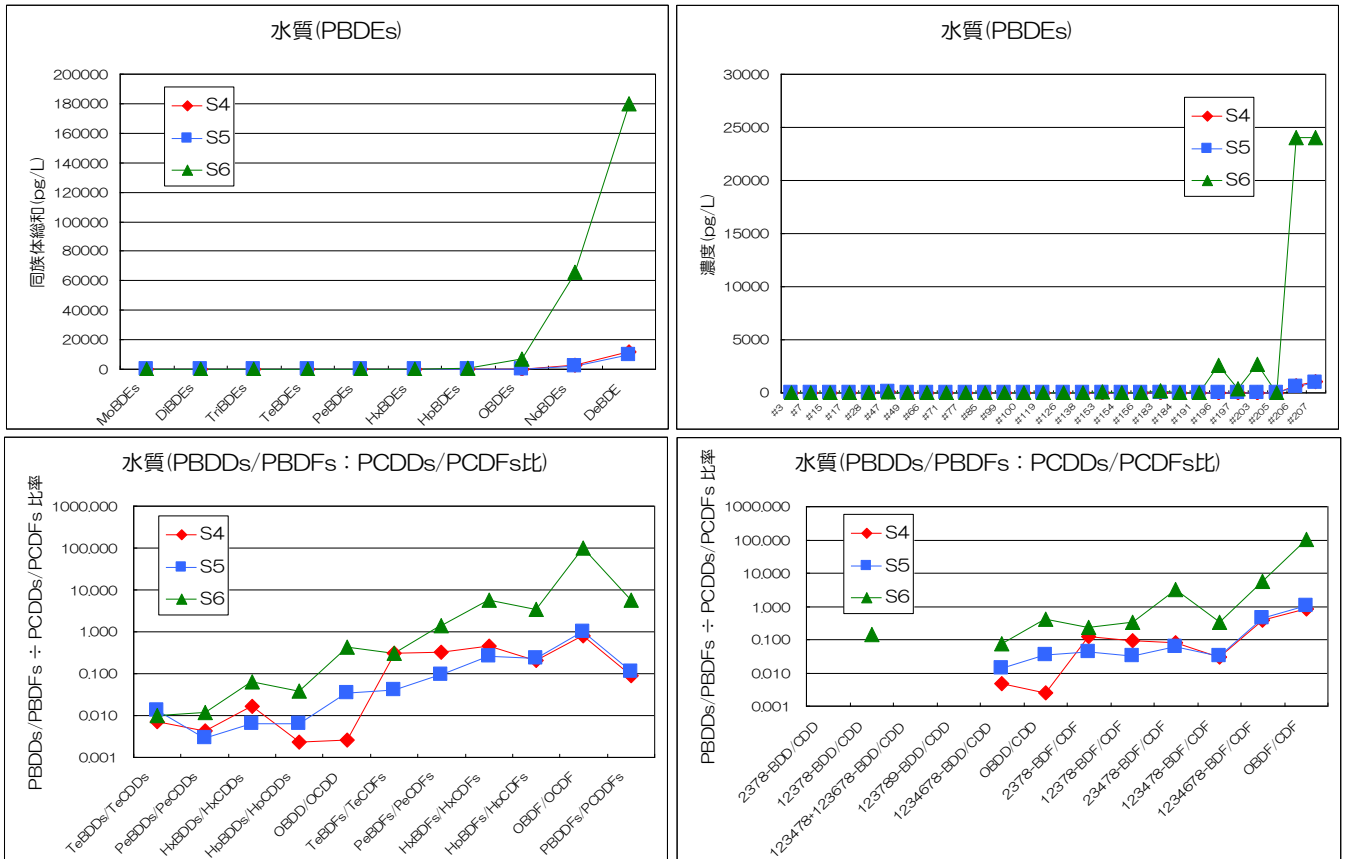 水質(PBDEs)
同族体総和(pg/L)
200000
180000
160000
140000
120000
100000
80000
60000
40000
20000
0
S4
S5
S6
MoBDEs
DiBDEs
TrIBDEs
TeBDEs
PeBDEs
HxBDEs
HpBDEs
OBDEs
NoBDEs
DeBDE
水質(PBDEs)
濃度(pg/L)
30000
25000
20000
15000
10000
5000
0
S4
S5
S6
#3
#7
#15
#17
#28
#47
#49
#66
#71
#77
#85
#99
#100
#119
#126
#138
#153
#154
#156
#183
#184
#191
#196
#197
#203
#205
#206
#207
水質(PBDDs/PBDFs：PCDDs/PCDFs比)
PBDDs/PBDFs ÷ PCDDs/PCDFs 比率
1000.000
100.000
10.000
1.000
0.100
0.010
0.001
S4
S5
S6
TeBDDs/TeCDDs
PeBDDs/PeCDDs
HxBDDs/HxCDDs
HpBDDs/HpCDDs
OBDD/OCDD
TeBDFs/TeCDFs
PeBDFs/PeCDFs
HxBDFs/HxCDFs
HpBDFs/HpCDFs
OBDF/OCDF
PBDDFs/PCDDFs
水質(PBDDs/PBDFs：PCDDs/PCDFs比)
PBDDs/PBDFs ÷ PCDDs/PCDFs 比率
1000.000
100.000
10.000
1.000
0.100
0.010
0.001
S4
S5
S6
2378-BDD/CDD
12378-BDD/CDD
123478+123678-BDD/CDD
123789-BDD/CDD
1234678-BDD/CDD
OBDD/CDD
2378-BDF/CDF
12378-BDF/CDF
23478-BDF/CDF
123478-BDF/CDF
1234678-BDF/CDF
OBDF/CDF